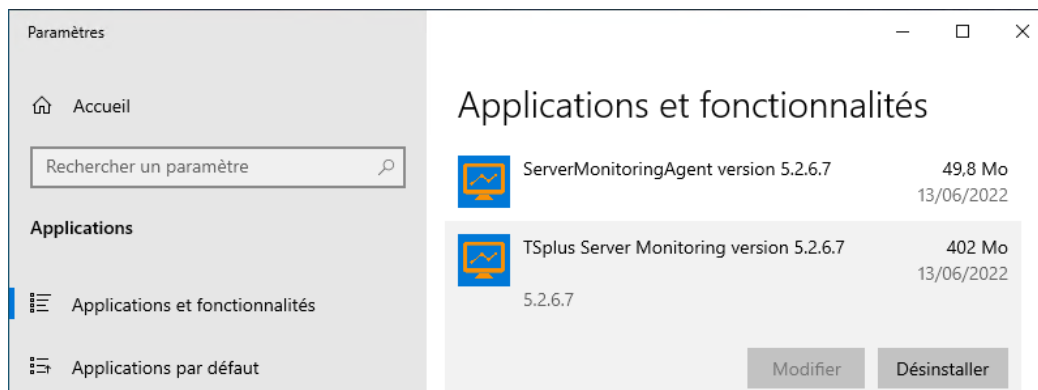 Paramètres
Accueil
Rechercher un paramètre
Applications
Applications et fonctionnalités
Applications par défaut
Applications et fonctionnalités
ServerMonitoringAgent version 5.2.6.7
49,8 Mo
13/06/2022
TSplus Server Monitoring version 5.2.6.7
402 Mo
13/06/2022
5.2.6.7
Modifier
Désinstaller